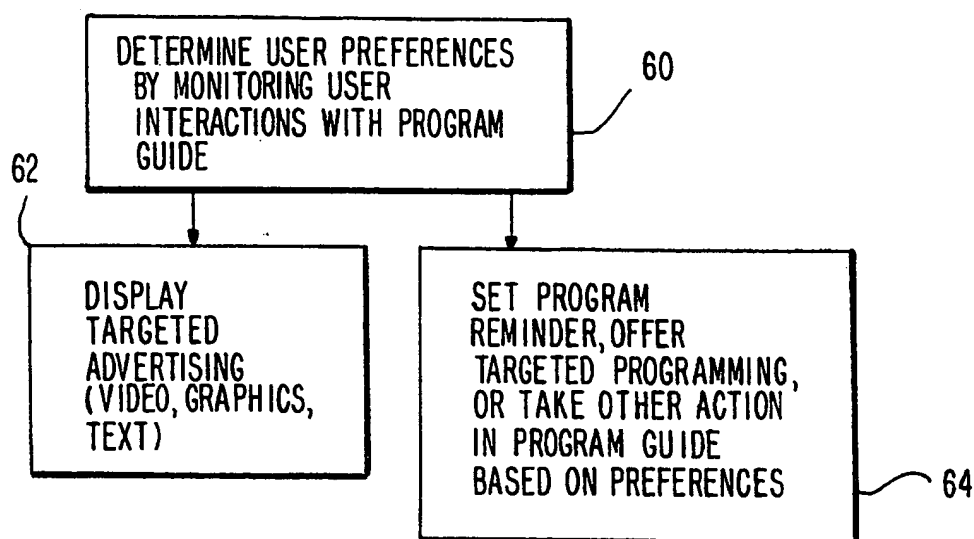 DETERMINE USER PREFERENCES
BY MONITORING USER
INTERACTIONS WITH PROGRAM
GUIDE
60
62
DISPLAY
TARGETED
ADVERTISING
(VIDEO, GRAPHICS,
TEXT)
SET PROGRAM
REMINDER, OFFER
TARGETED PROGRAMMING,
OR TAKE OTHER ACTION
IN PROGRAM GUIDE
BASED ON PREFERENCES
64